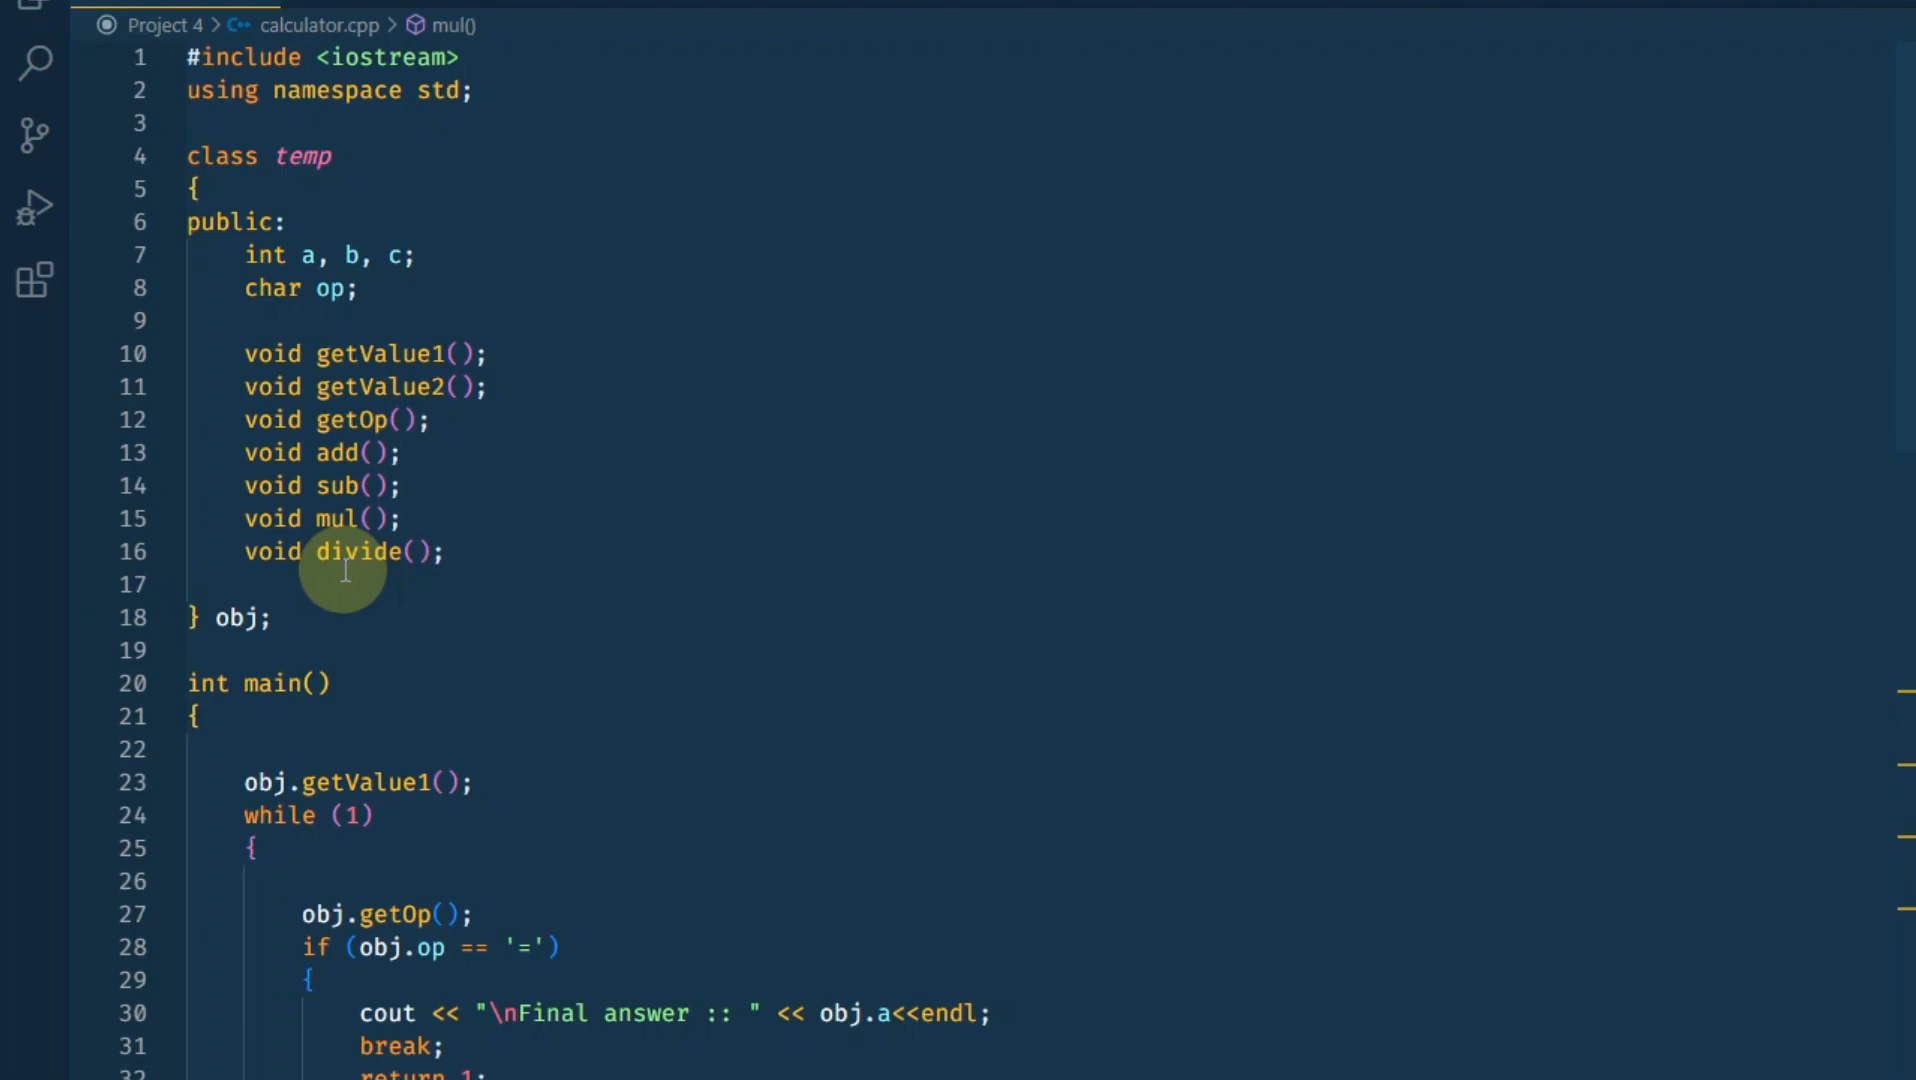 Project 4 > calculator.cpp > mul()
1 #include <iostream>
2 using namespace std;
3
4 class temp
5 {
6 public:
7 int a, b, c;
8 char op;
9
10 void getValue1();
11 void getValue2();
12 void getOp();
13 void add();
14 void sub();
15 void mul();
16 void divide();
17
18 } obj;
19
20 int main()
21 {
22
23 obj.getValue1();
24 while (1)
25 {
26
27 obj.getOp();
28 if (obj.op == '=')
29 {
30 cout << "\nFinal answer :: " << obj.a<<endl;
31 break;
32 return 1;